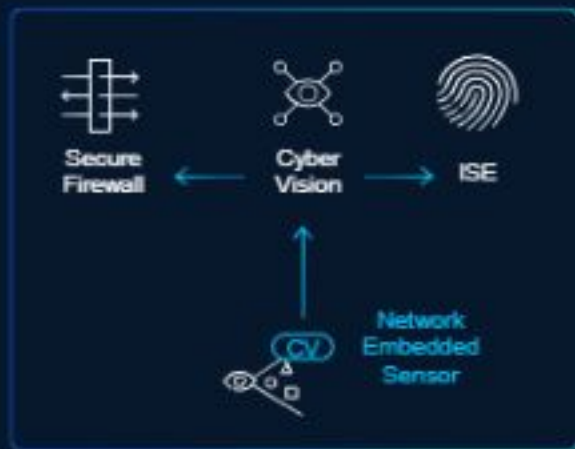 Secure
Firewall
Cyber
Vision
ISE
CV
Network
Embedded
Sensor